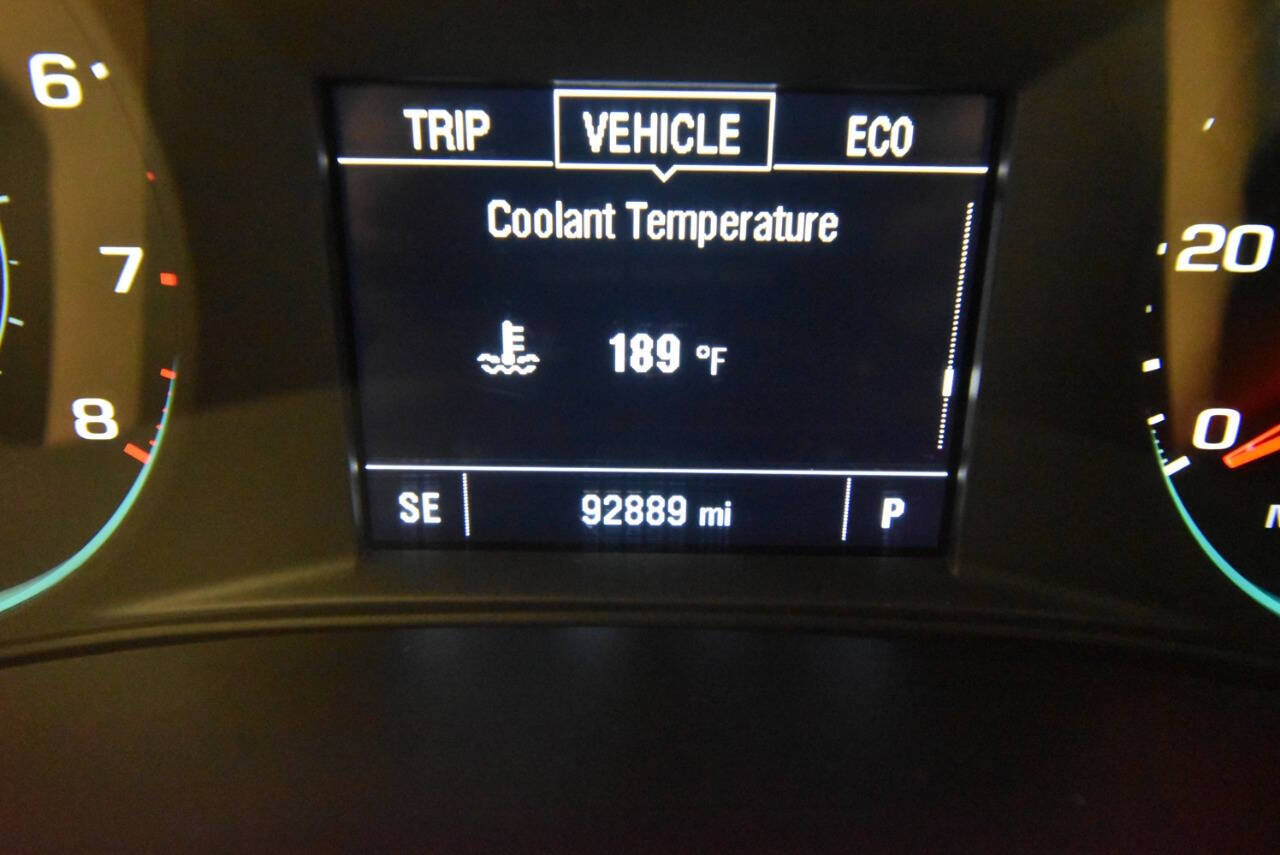 TRIP VEHICLE ECO
Coolant Temperature
189 °F
SE 92889 mi P
6
7
8
20
0